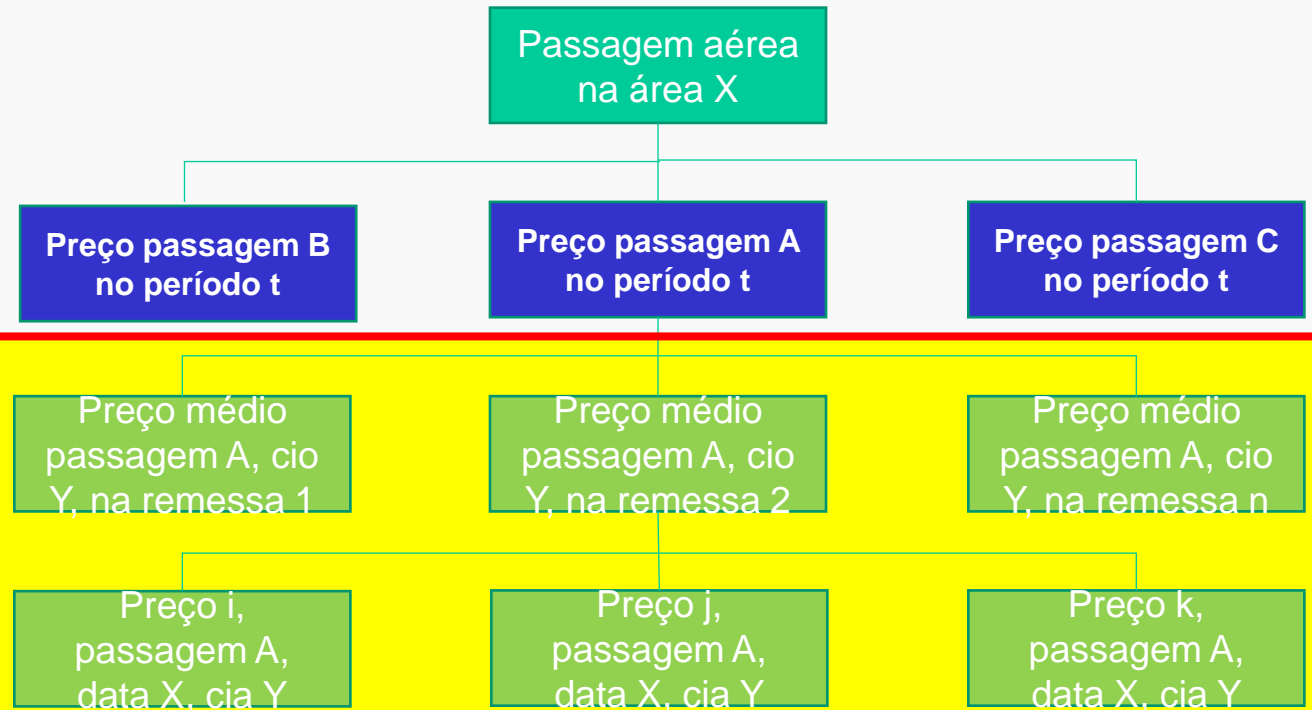 Passagem aérea
na área X
Preço passagem B
no período t
Preço passagem A
no período t
Preço passagem C
no período t
Preço médio
passagem A, cio
Y, na remessa 1
Preço médio
passagem A, cio
Y, na remessa 2
Preço médio
passagem A, cio
Y, na remessa n
Preço i,
passagem A,
data X, cia Y
Preço j,
passagem A,
data X, cia Y
Preço k,
passagem A,
data X, cia Y